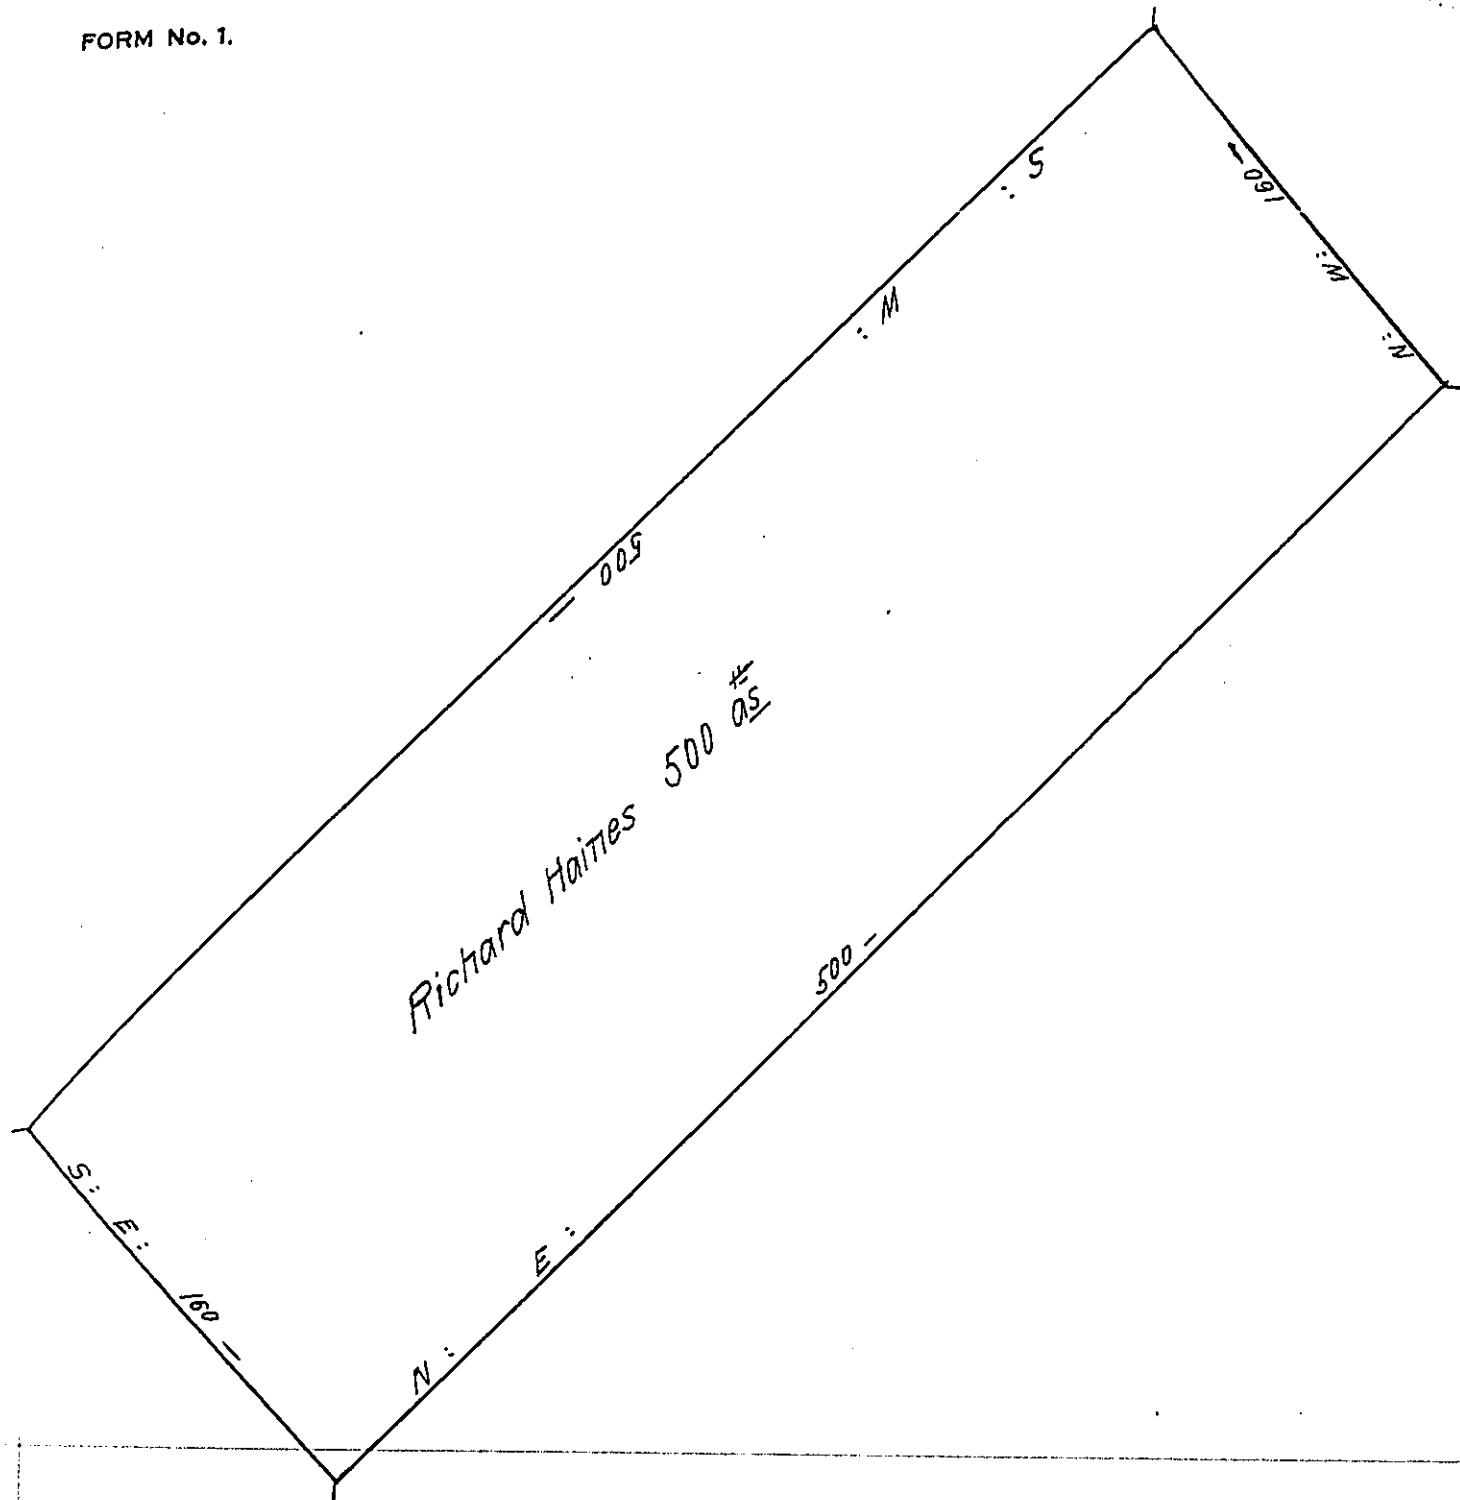 FORM No. 1.
S :
W :
500 —
160 —
W :
N :
Richard Haines 500 as
500 —
S : E : 160 —
N : E :